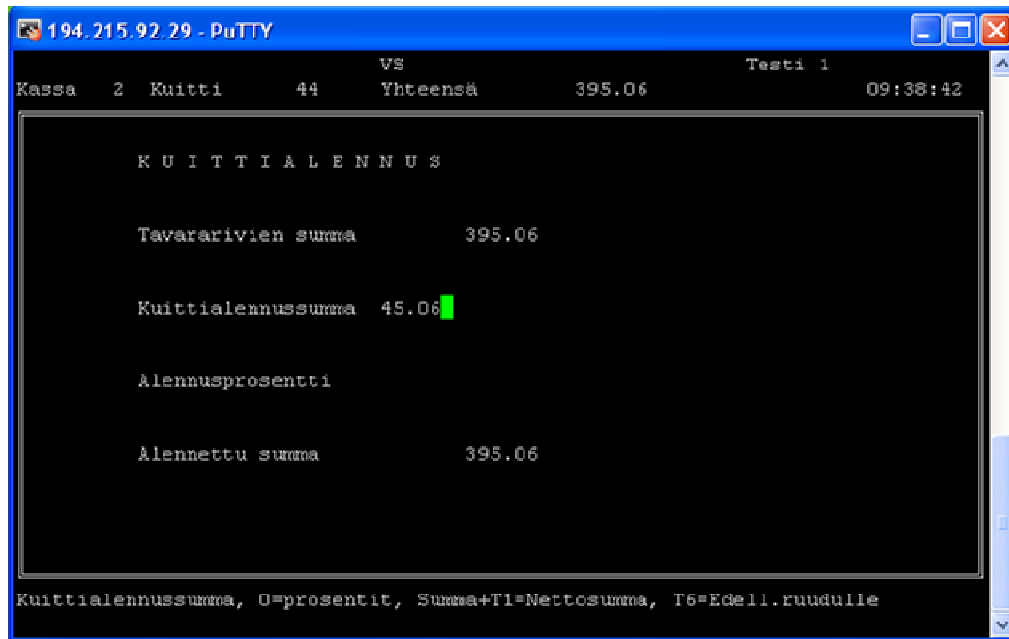 194.215.92.29 - PuTTY
VS Testi 1
Kassa 2 Kuitti 44 Yhteensä 395.06 09:38:42
K U I T T I A L E N N U S
Tavararivien summa 395.06
Kuittialennussumma 45.06
Alennusprosentti
Alennettu summa 395.06
Kuittialennussumma, 0=prosentit, Summa+T1=Nettosumma, T6=Edell.ruudulle